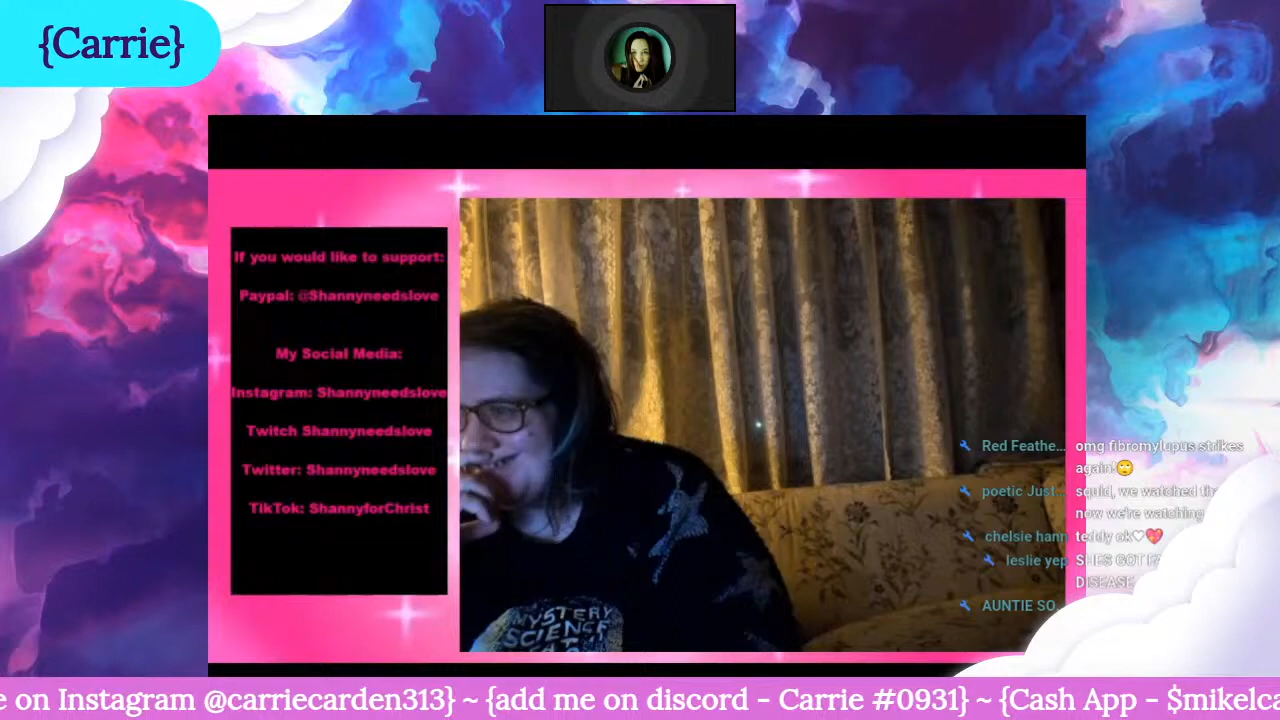 {Carrie}
If you would like to support:
Paypal: @Shannyneedslove
My Social Media:
Instagram: Shannyneedslove
Twitch Shannyneedslove
Twitter: Shannyneedslove
TikTok: ShannyforChrist
MYSTERY
SCIENCE
Red Feathe... omg fibromylupus strikes
again!🙄
poetic Just... squid, we watched
now we're watching
chelsie hann teddy ok♡💖
leslie yep SHES GOT
DISEASE
AUNTIE SO...
e on Instagram @carriecarden313} ~ {add me on discord - Carrie #0931} ~ {Cash App - $mikelca